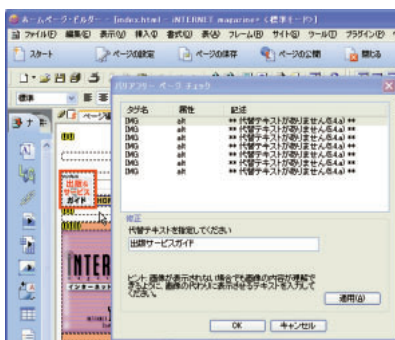 ホームページ・ビルダー - [index.html - iNTERNET magazine+ <標準モード>]
ファイル(F) 編集(E) 表示(V) 挿入(I) 書式(O) 表(A) フレーム(R) サイト(S) ツール(T) プラグイン(P)
スタート ページの設定 ページの保存 ページの公開 閉じる
標準
バリアフリー ページ チェック
タグ名 属性 記述
IMG alt ** 代替テキストがありません(5.4.a) **
IMG alt ** 代替テキストがありません(5.4.a) **
IMG alt ** 代替テキストがありません(5.4.a) **
IMG alt ** 代替テキストがありません(5.4.a) **
IMG alt ** 代替テキストがありません(5.4.a) **
IMG alt ** 代替テキストがありません(5.4.a) **
修正
代替テキストを指定してください
出願サービスガイド
ヒント: 画像が表示されない場合でも画像の内容が理解で
きるように、画像の代わりに表示させるテキストを入力して
ください。
適用(A)
OK キャンセル
出願&
サービス
ガイド
HOME
INTER
インターネット